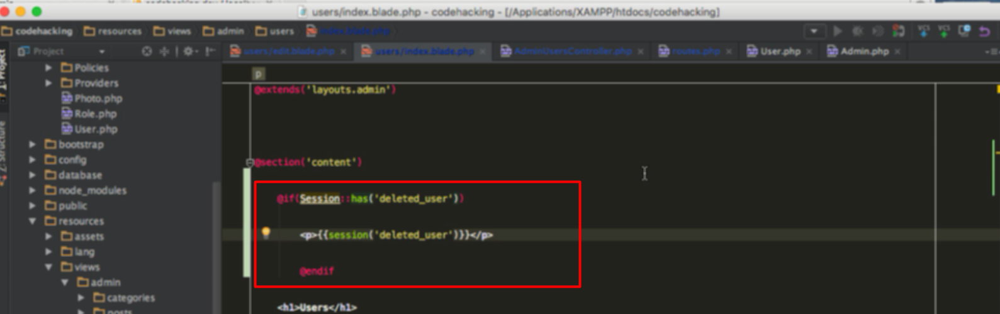 users/index.blade.php - codehacking - [/Applications/XAMPP/htdocs/codehacking]
codehacking resources views admin users index.blade.php
1: Project
Project
users/edit.blade.php users/index.blade.php AdminUsersController.php routes.php User.php Admin.php
Policies
Providers
Photo.php
Role.php
User.php
bootstrap
config
database
node_modules
public
resources
assets
lang
views
admin
categories
posts
Z: Structure
p
@extends('layouts.admin')
@section('content')
@if(Session::has('deleted_user'))
<p>{{session('deleted_user')}}</p>
@endif
<h1>Users</h1>
VCS VCS